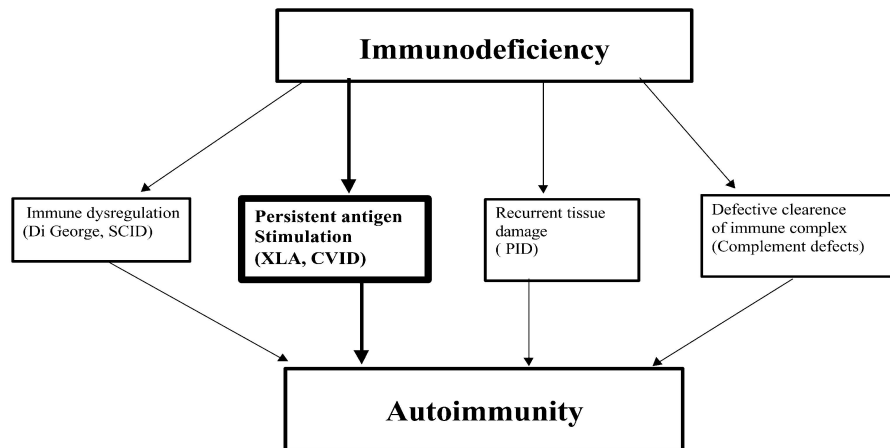 Immunodeficiency
Immune dysregulation
(Di George, SCID)
Persistent antigen
Stimulation
(XLA, CVID)
Recurrent tissue
damage
( PID)
Defective clearence
of immune complex
(Complement defects)
Autoimmunity